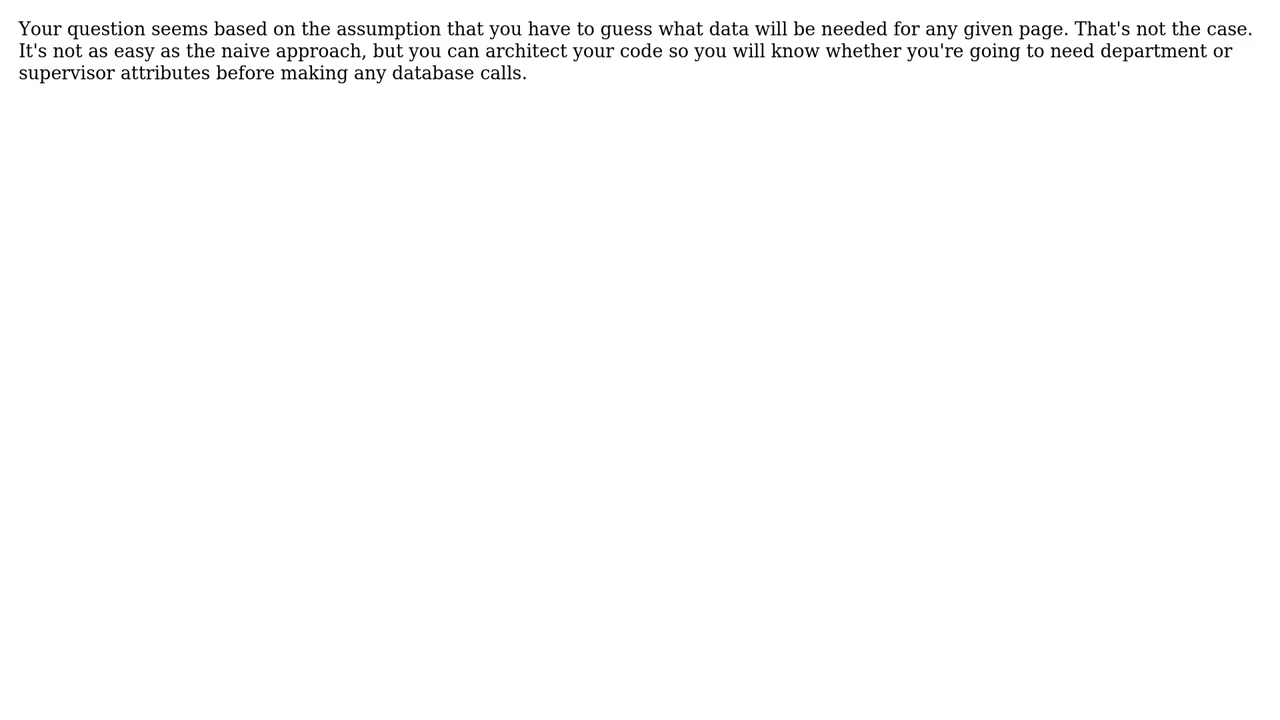 Your question seems based on the assumption that you have to guess what data will be needed for any given page. That's not the case.
It's not as easy as the naive approach, but you can architect your code so you will know whether you're going to need department or
supervisor attributes before making any database calls.